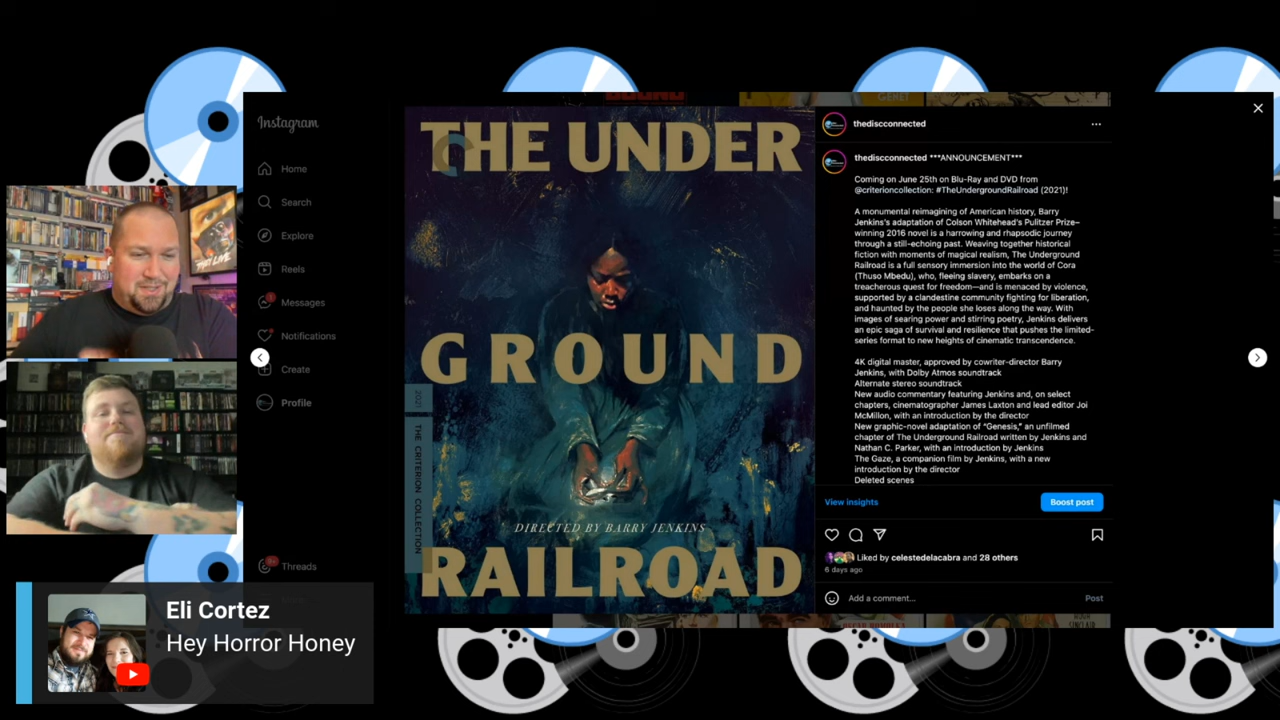 GENET
Instagram
Home
Search
Explore
Reels
1
Messages
Notifications
Create
Profile
9+
Threads
THEY LIVE
THE UNDER
GROUND
2021
THE CRITERION COLLECTION
DIRECTED BY BARRY JENKINS
RAILROAD
thediscconnected
thediscconnected ***ANNOUNCEMENT***
Coming on June 25th on Blu-Ray and DVD from
@criterioncollection: #TheUndergroundRailroad (2021)!
A monumental reimagining of American history, Barry
Jenkins's adaptation of Colson Whitehead's Pulitzer Prize–
winning 2016 novel is a harrowing and rhapsodic journey
through a still-echoing past. Weaving together historical
fiction with moments of magical realism, The Underground
Railroad is a full sensory immersion into the world of Cora
(Thuso Mbedu), who, fleeing slavery, embarks on a
treacherous quest for freedom—and is menaced by violence,
supported by a clandestine community fighting for liberation,
and haunted by the people she loses along the way. With
images of searing power and stirring poetry, Jenkins delivers
an epic saga of survival and resilience that pushes the limited-
series format to new heights of cinematic transcendence.
4K digital master, approved by cowriter-director Barry
Jenkins, with Dolby Atmos soundtrack
Alternate stereo soundtrack
New audio commentary featuring Jenkins and, on select
chapters, cinematographer James Laxton and lead editor Joi
McMillon, with an introduction by the director
New graphic-novel adaptation of "Genesis," an unfilmed
chapter of The Underground Railroad written by Jenkins and
Nathan C. Parker, with an introduction by Jenkins
The Gaze, a companion film by Jenkins, with a new
introduction by the director
Deleted scenes
View insights
Boost post
Liked by celestedelacabra and 28 others
6 days ago
Add a comment...
Post
Eli Cortez
Hey Horror Honey